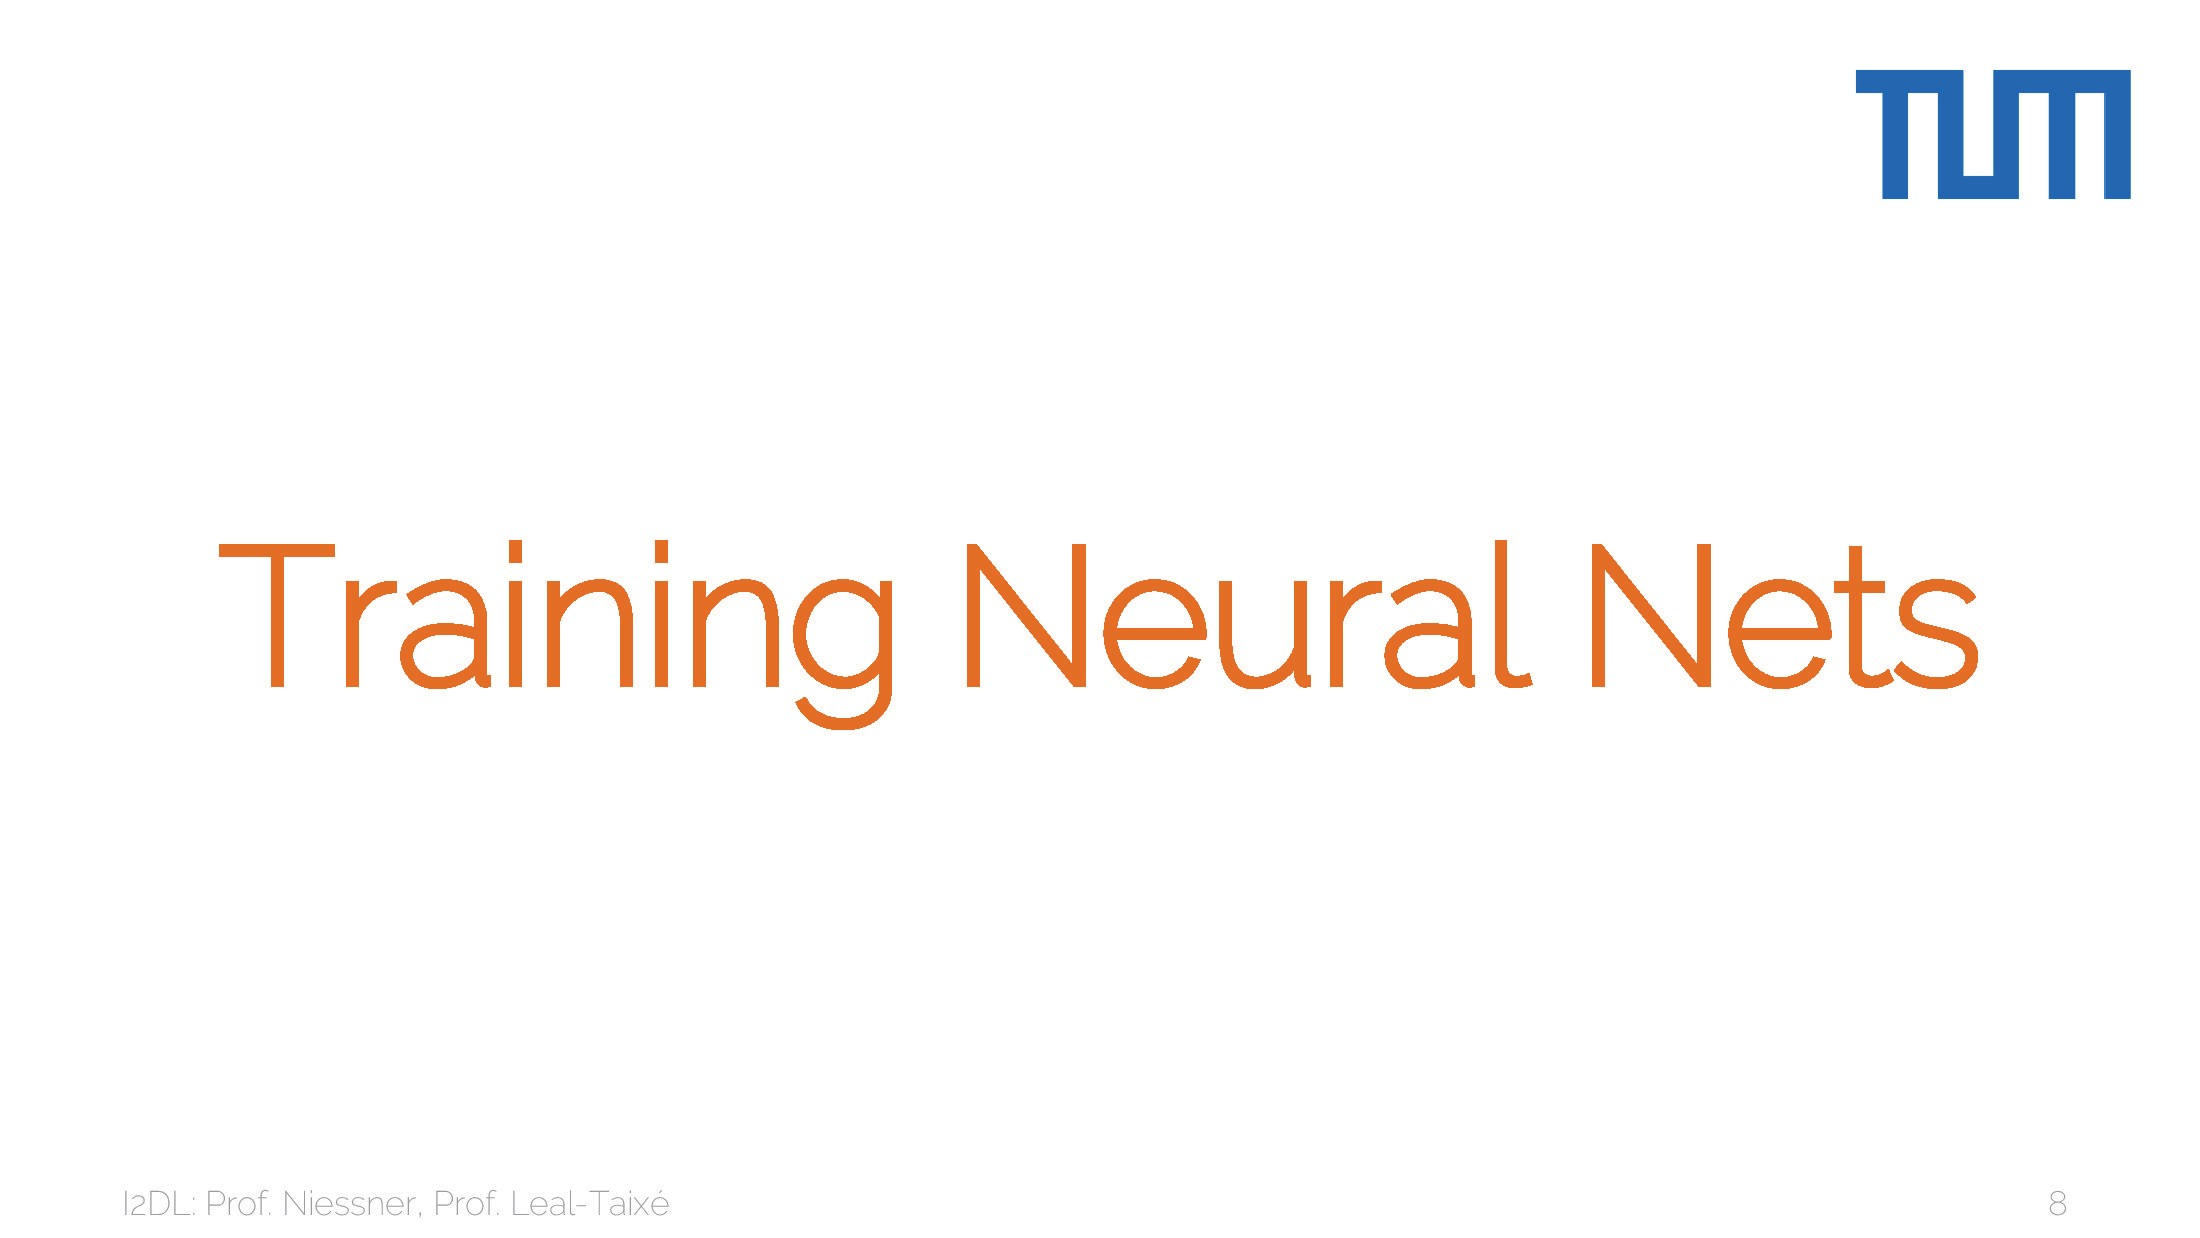 TUM
Training Neural Nets
I2DL: Prof. Niessner, Prof. Leal-Taixé
8